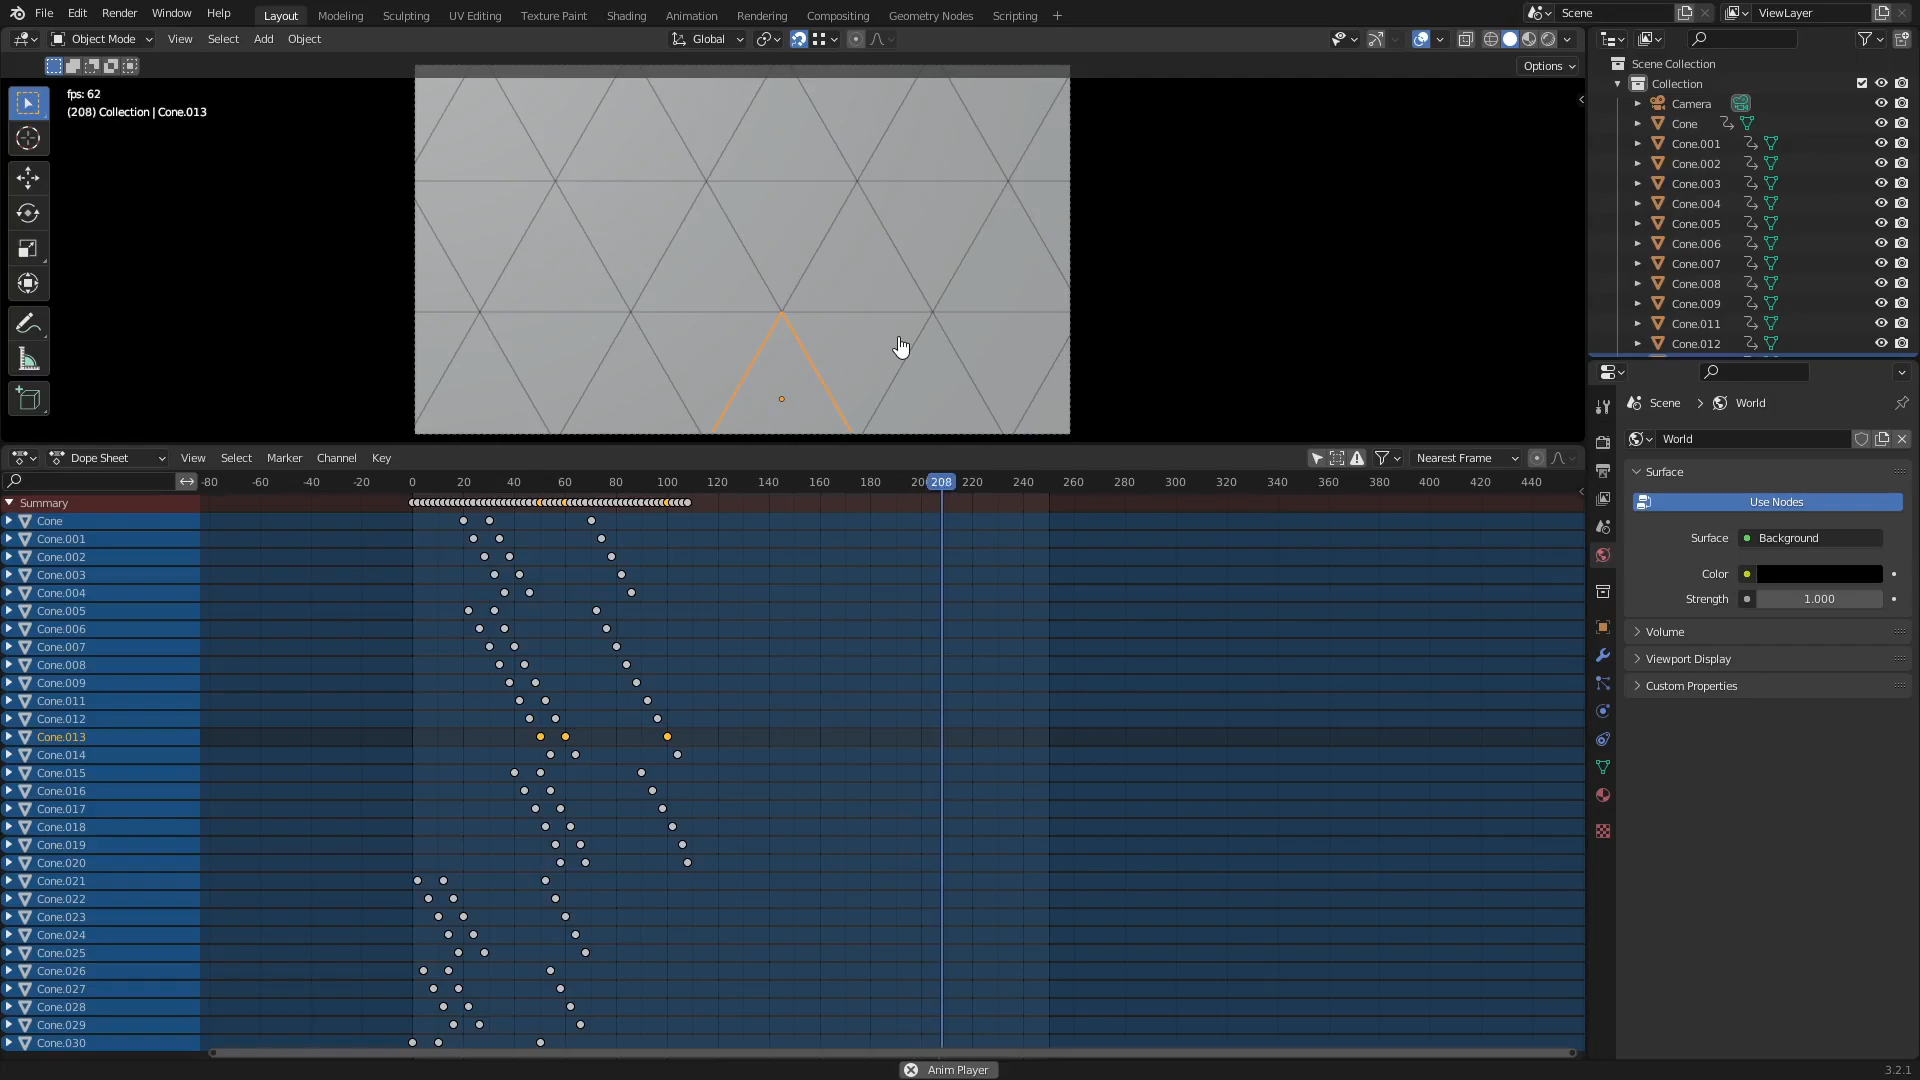 File Edit Render Window Help Layout Modeling Sculpting UV Editing Texture Paint Shading Animation Rendering Compositing Geometry Nodes Scripting + Scene ViewLayer
Object Mode View Select Add Object Global
Options
fps: 62
(208) Collection | Cone.013
Scene Collection
Collection
Camera
Cone
Cone.001
Cone.002
Cone.003
Cone.004
Cone.005
Cone.006
Cone.007
Cone.008
Cone.009
Cone.011
Cone.012
Scene > World
World
Surface
Use Nodes
Surface Background
Color
Strength 1.000
Volume
Viewport Display
Custom Properties
Dope Sheet View Select Marker Channel Key Nearest Frame
-80 -60 -40 -20 0 20 40 60 80 100 120 140 160 180 20 208 220 240 260 280 300 320 340 360 380 400 420 440
Summary
Cone
Cone.001
Cone.002
Cone.003
Cone.004
Cone.005
Cone.006
Cone.007
Cone.008
Cone.009
Cone.011
Cone.012
Cone.013
Cone.014
Cone.015
Cone.016
Cone.017
Cone.018
Cone.019
Cone.020
Cone.021
Cone.022
Cone.023
Cone.024
Cone.025
Cone.026
Cone.027
Cone.028
Cone.029
Cone.030
Anim Player
3.2.1